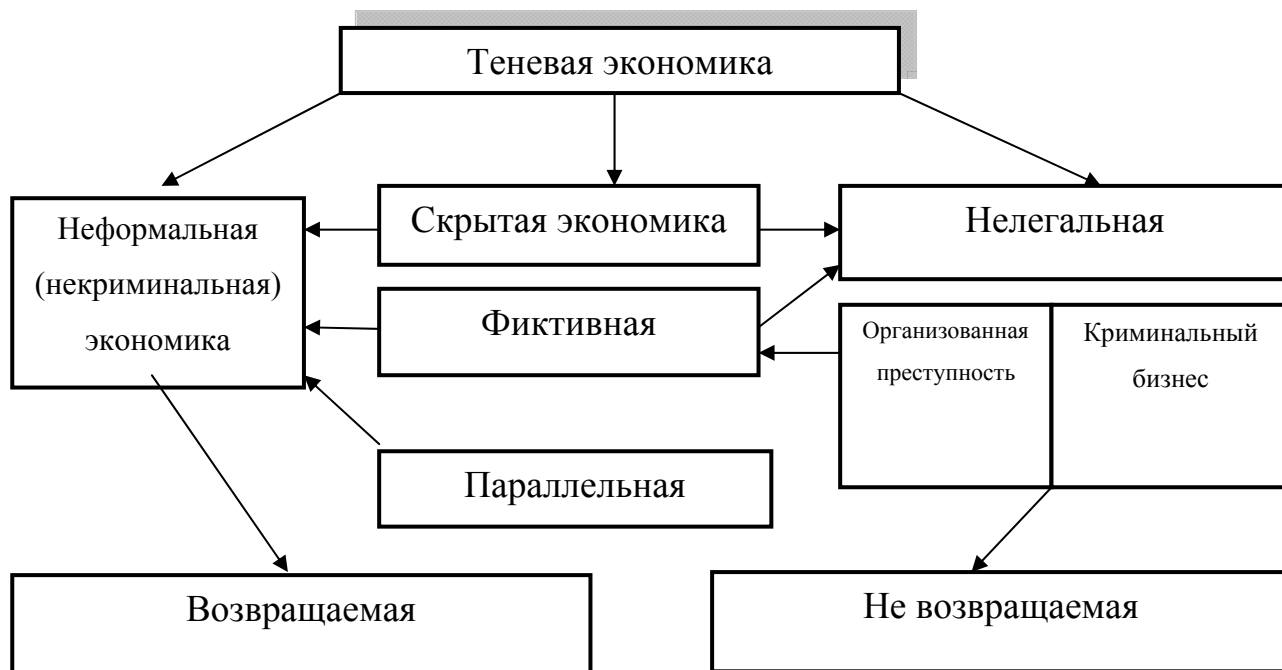 Теневая экономика
Неформальная
(некриминальная)
экономика
Скрытая экономика
Нелегальная
Фиктивная
Организованная
преступность
Криминальный
бизнес
Параллельная
Возвращаемая
Не возвращаемая